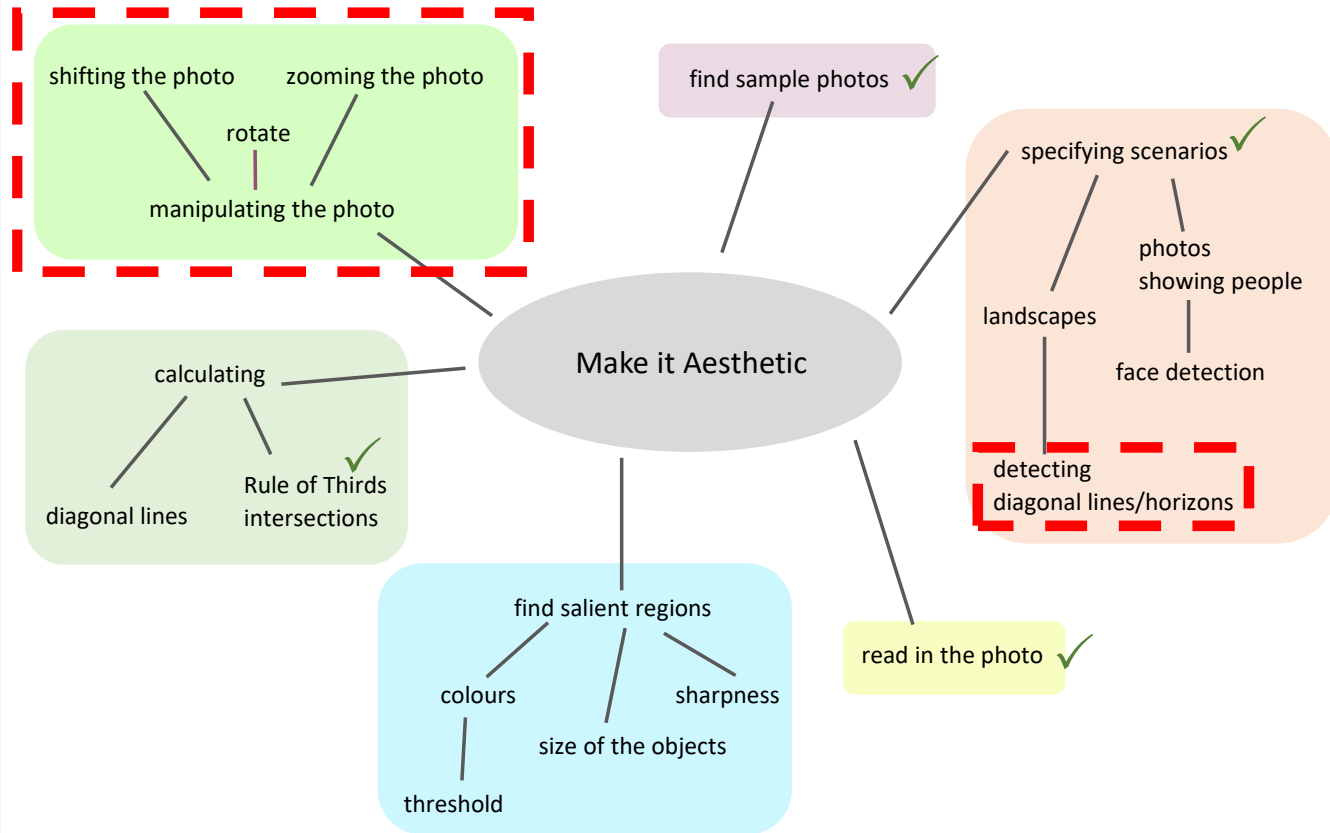 shifting the photo
zooming the photo
rotate
manipulating the photo
find sample photos
specifying scenarios
photos
showing people
landscapes
face detection
detecting
diagonal lines/horizons
Make it Aesthetic
calculating
diagonal lines
Rule of Thirds
intersections
find salient regions
colours
sharpness
size of the objects
threshold
read in the photo